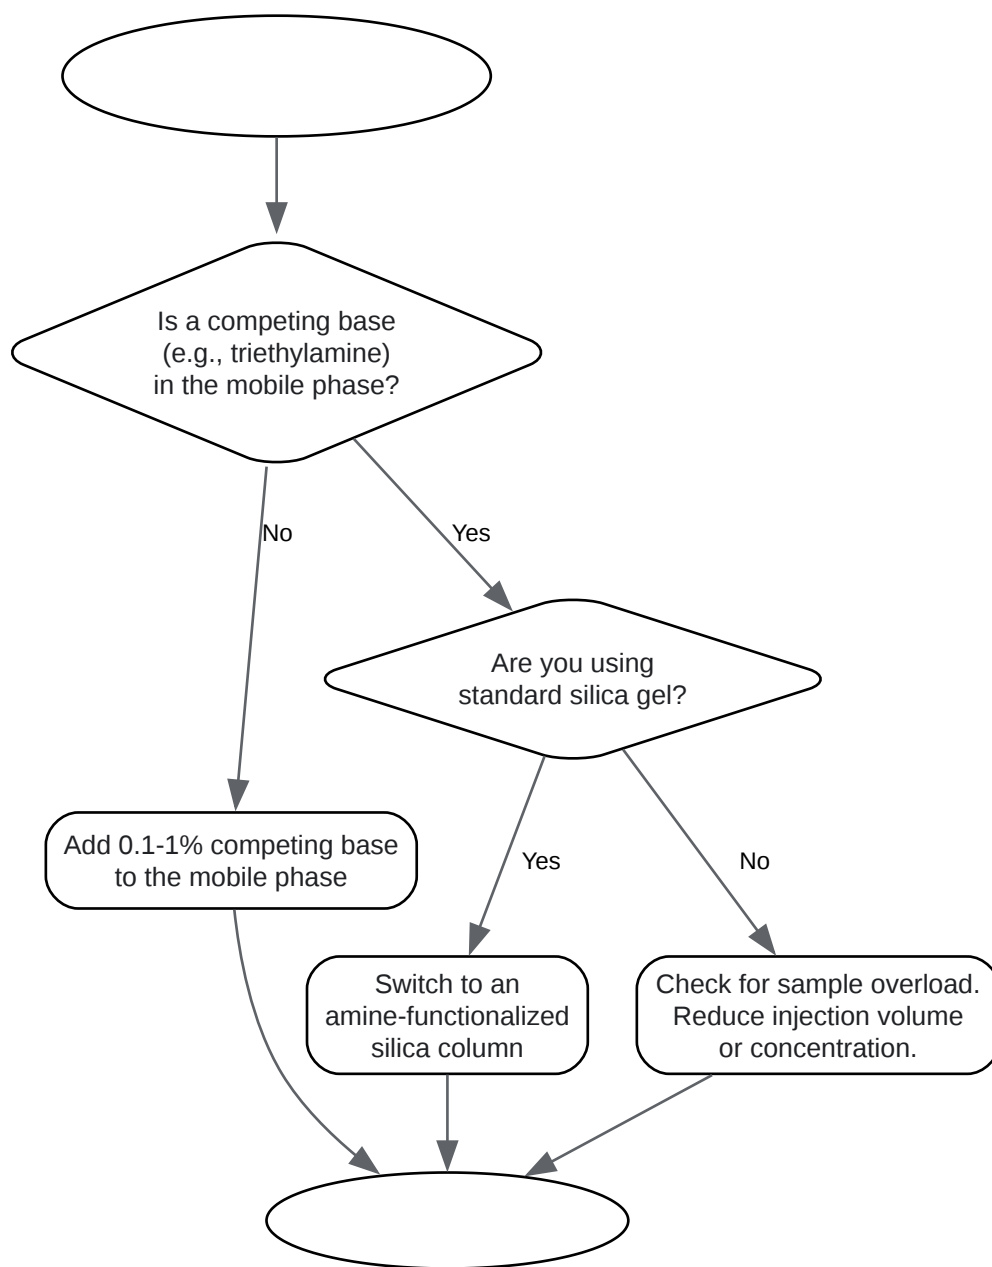 Is a competing base
(e.g., triethylamine)
in the mobile phase?
No
Yes
Are you using
standard silica gel?
Add 0.1-1% competing base
to the mobile phase
Yes
No
Switch to an
amine-functionalized
silica column
Check for sample overload.
Reduce injection volume
or concentration.